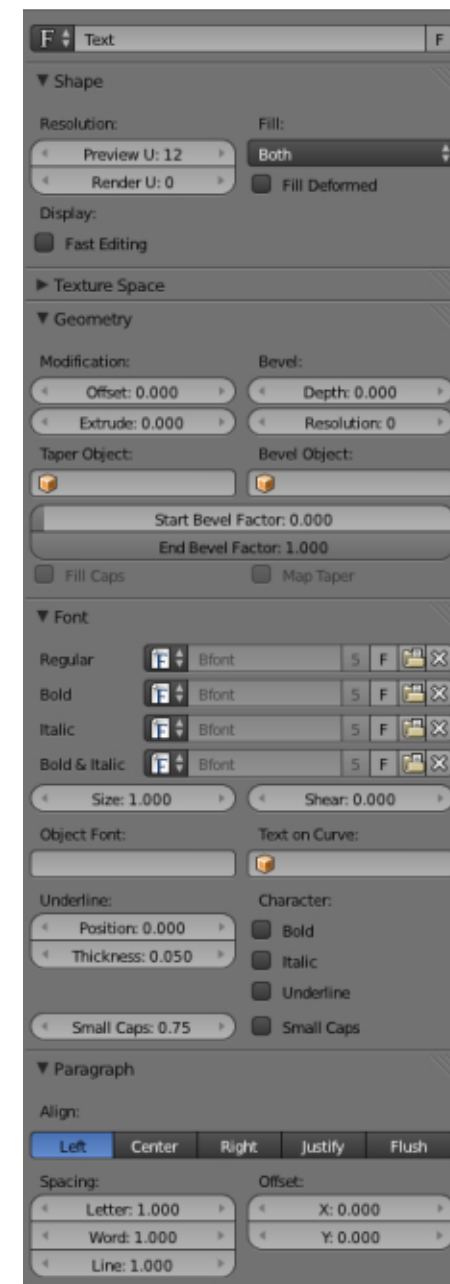 F Text F
▼ Shape
Resolution: Fill:
Preview U: 12 Both
Render U: 0 Fill Deformed
Display:
Fast Editing
▶ Texture Space
▼ Geometry
Modification: Bevel:
Offset: 0.000 Depth: 0.000
Extrude: 0.000 Resolution: 0
Taper Object: Bevel Object:
Start Bevel Factor: 0.000
End Bevel Factor: 1.000
Fill Caps Map Taper
▼ Font
Regular F Bfont 5 F
Bold F Bfont 5 F
Italic F Bfont 5 F
Bold & Italic F Bfont 5 F
Size: 1.000 Shear: 0.000
Object Font: Text on Curve:
Underline: Character:
Position: 0.000 Bold
Thickness: 0.050 Italic
Underline
Small Caps: 0.75 Small Caps
▼ Paragraph
Align:
Left Center Right Justify Flush
Spacing: Offset:
Letter: 1.000 X: 0.000
Word: 1.000 Y: 0.000
Line: 1.000